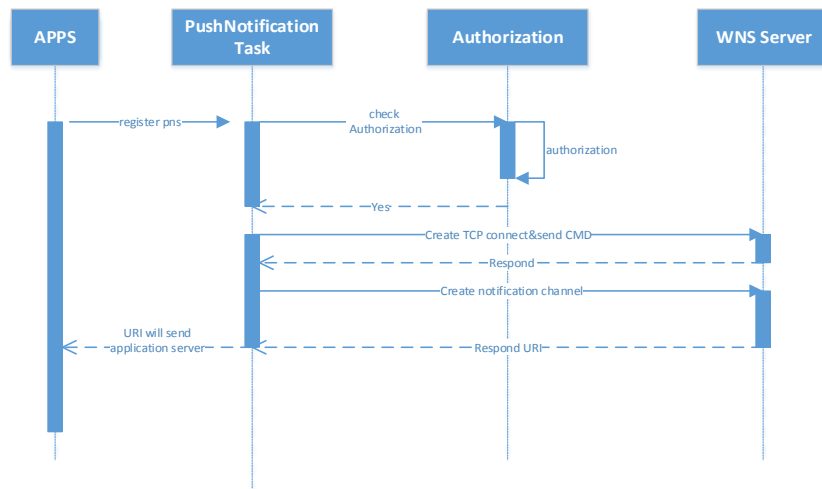 APPS
PushNotification
Task
Authorization
WNS Server
register pns
check
Authorization
authorization
Yes
Create TCP connect&send CMD
Respond
Create notification channel
URI will send
application server
Respond URI